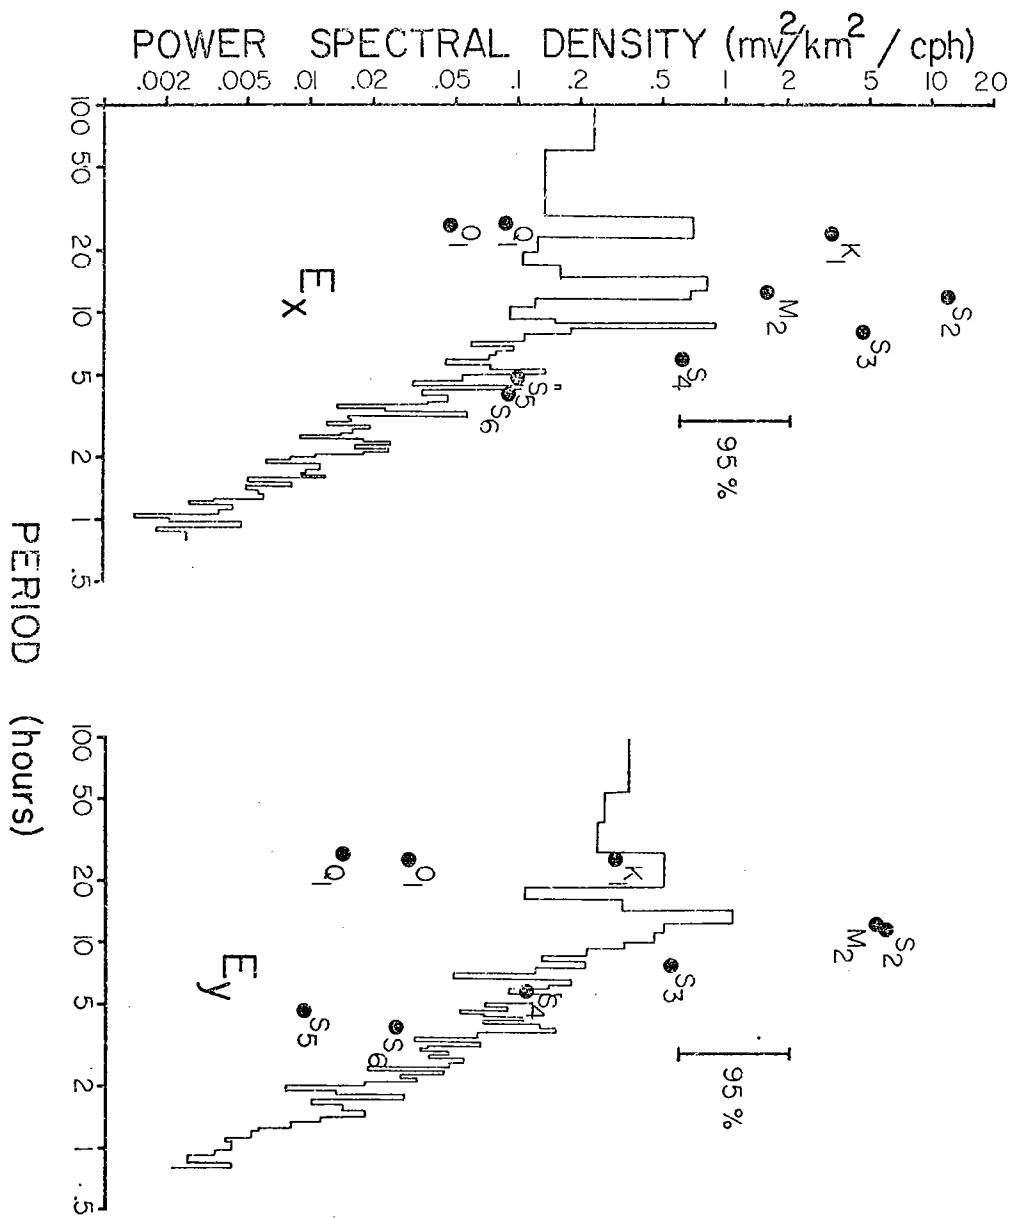 POWER SPECTRAL DENSITY (mv²/km² / cph)
.002 .005 .01 .02 .05 .1 .2 .5 1 2 5 10 20
100 50 20 10 5 2 1 .5
O₁
Q₁
K₁
M₂
S₂
S₃
S₄
S₅
S₆
95 %
Eₓ
PERIOD (hours)
100 50 20 10 5 2 1 .5
Q₁
O₁
K₁
M₂
S₂
S₃
S₄
S₅
S₆
95 %
Eᵧ